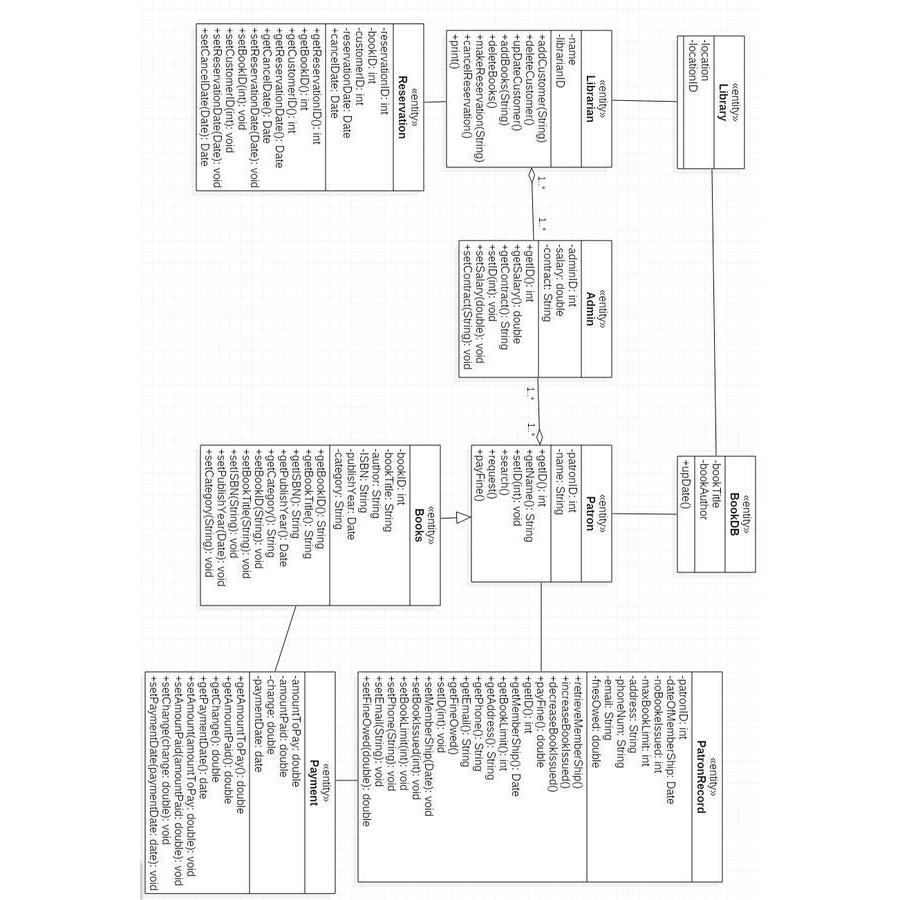 «entity»
Library
-location
-locationID
«entity»
BookDB
-bookTitle
-bookAuthor
+upDate()
«entity»
Librarian
-name
-librarianID
+addCustomer(String)
+deleteCustomer()
+upDateCustomer()
+addBooks(String)
+deleteBooks()
+makeReservation(String)
+cancelReservation()
+print()
1..*
1..*
«entity»
Admin
-adminID: int
-salary: double
-contract: String
+getID(): int
+getSalary(): double
+getContract(): String
+setID(int): void
+setSalary(double): void
+setContract(String): void
1..*
1..*
«entity»
Patron
-patronID: int
-name: String
+getID(): int
+getName(): String
+setID(int): void
+search()
+request()
+payFine()
«entity»
PatronRecord
-patronID: int
-dateOfMemberShip: Date
-noBookeIssued: int
-maxBookLimit: int
-address: String
-phoneNum: String
-email: String
-fnesOwed: double
+retrieveMemberShip()
+increaseBookIssued()
+decreaseBookIssued()
+payFine(): double
+getID(): int
+getMemberShip(): Date
+getBookLimit(): int
+getAddress(): String
+getPhone(): String
+getEmail(): String
+getFineOwed()
+setID(int): void
+setMemberShip(Date): void
+setBookIssued(int): void
+setBookLimit(int): void
+setPhone(String): void
+setEmail(String): void
+setFineOwed(double): double
«entity»
Reservation
-reservationID: int
-bookID: int
-customerID: int
-reservationDate: Date
+cancelDate: Date
+getReservationID(): int
+getBookID(): int
+getCustomerID(): int
+getReservationDate(): Date
+getCancelDate(): Date
+setReservationDate(Date): void
+setBookID(int): void
+setCustomerID(int): void
+setReservationDate(Date): void
+setCancelDate(Date): Date
«entity»
Books
-bookID: int
-bookTitle: String
-author: String
-ISBN: String
-publishYear: Date
-category: String
+getBookID(): String
+getBookTitle(): String
+getISBN(): String
+getPublishYear(): Date
+getCategory(): String
+setBookID(String): void
+setBookTitle(String): void
+setISBN(String): void
+setPublishYear(Date): void
+setCategory(String): void
«entity»
Payment
-amountToPay: double
-amountPaid: double
-change: double
-paymentDate: date
+getAmountToPay(): double
+getAmountPaid(): double
+getChange(): double
+getPaymentDate(): date
+setAmount(amountToPay: double): void
+setAmounPaid(amountPaid: double): void
+setChange(change: double): void
+setPaymentDate(paymentDate: date): void